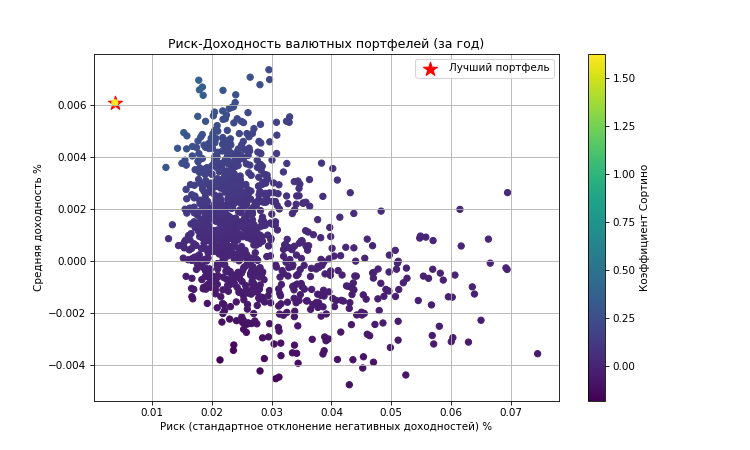 Риск-Доходность валютных портфелей (за год)
Лучший портфель
0.006
0.004
0.002
0.000
−0.002
−0.004
Средняя доходность %
0.01 0.02 0.03 0.04 0.05 0.06 0.07
Риск (стандартное отклонение негативных доходностей) %
1.50
1.25
1.00
0.75
0.50
0.25
0.00
Коэффициент Сортино